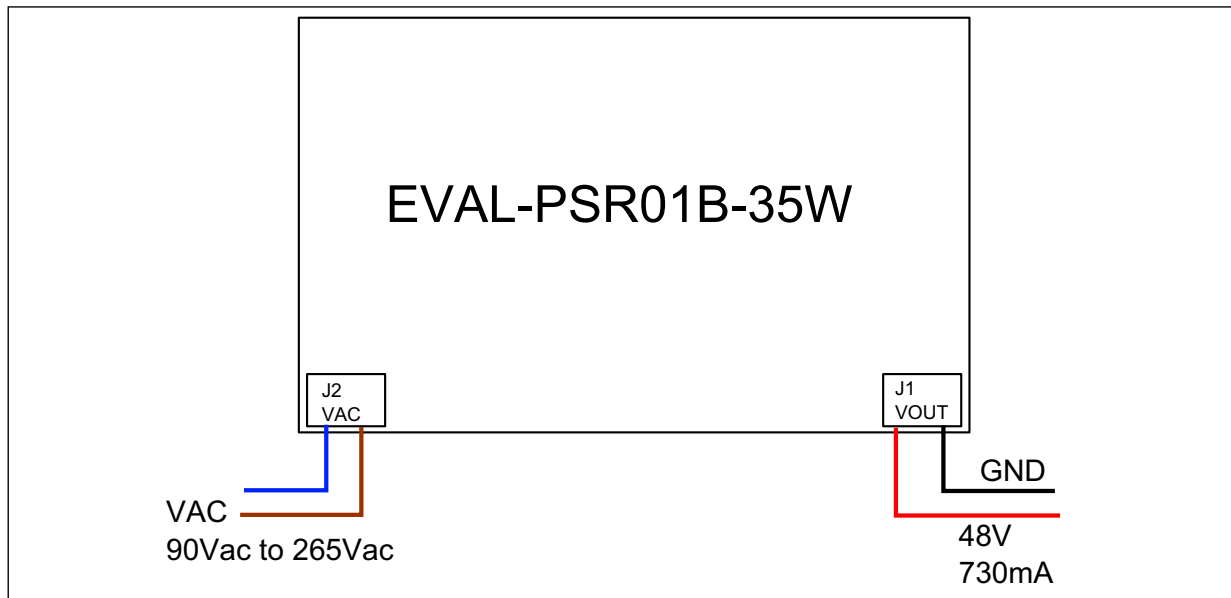 EVAL-PSR01B-35W
J2
VAC
J1
VOUT
VAC
90Vac to 265Vac
GND
48V
730mA